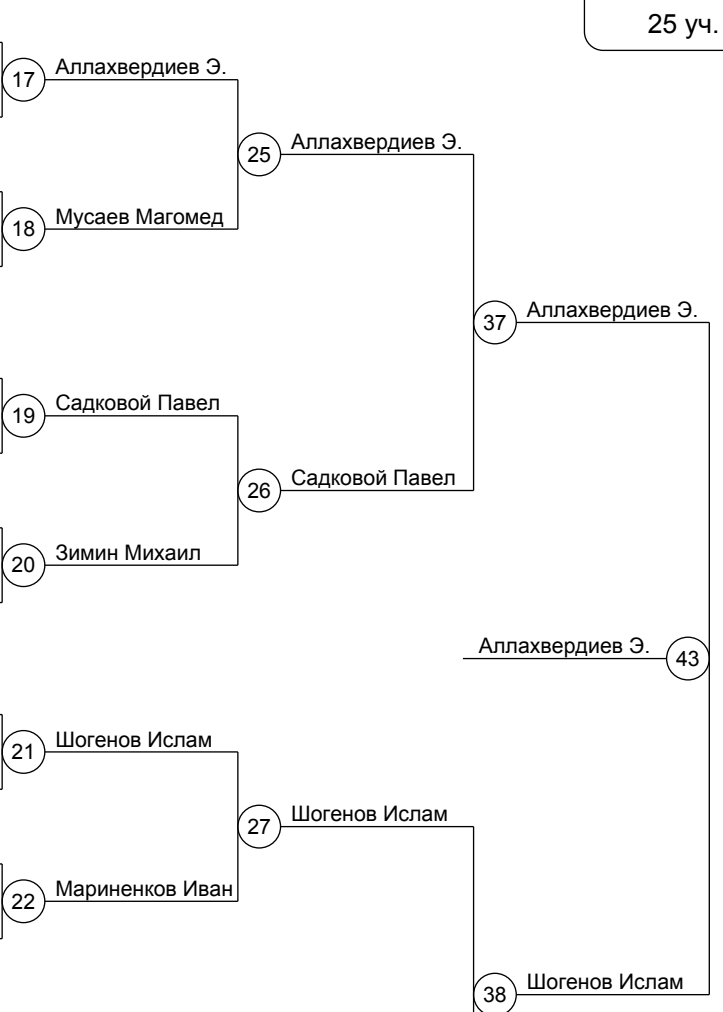 25 уч.
17 Аллахвердиев Э.
25 Аллахвердиев Э.
18 Мусаев Магомед
37 Аллахвердиев Э.
19 Садковой Павел
26 Садковой Павел
20 Зимин Михаил
Аллахвердиев Э. 43
21 Шогенов Ислам
27 Шогенов Ислам
22 Мариненков Иван
38 Шогенов Ислам